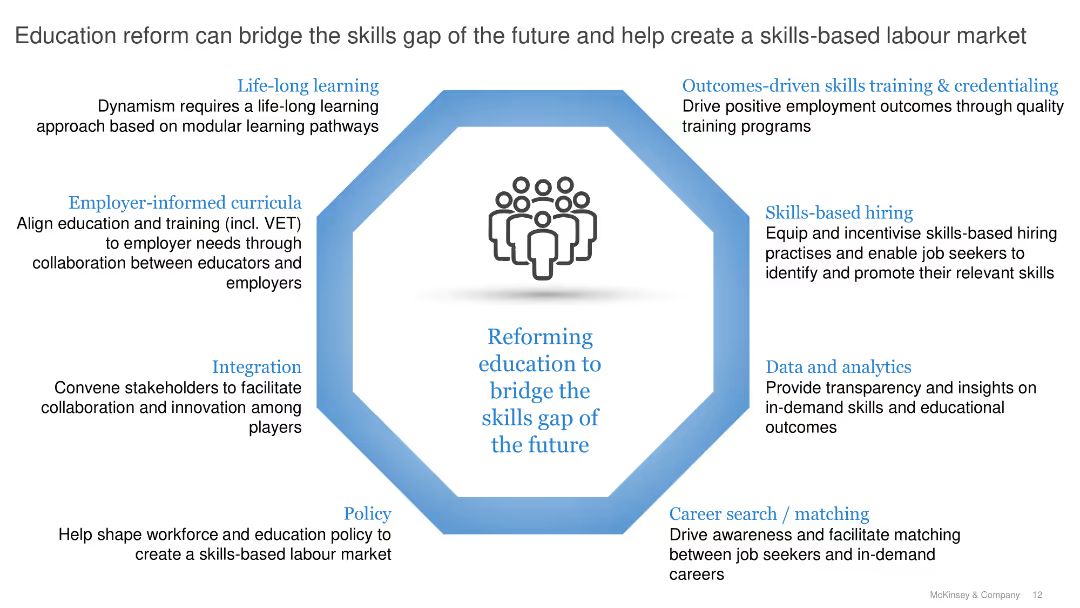 Education reform can bridge the skills gap of the future and help create a skills-based labour market
Life-long learning
Dynamism requires a life-long learning
approach based on modular learning pathways
Outcomes-driven skills training & credentialing
Drive positive employment outcomes through quality
training programs
Employer-informed curricula
Align education and training (incl. VET)
to employer needs through
collaboration between educators and
employers
Skills-based hiring
Equip and incentivise skills-based hiring
practises and enable job seekers to
identify and promote their relevant skills
Reforming
education to
bridge the
skills gap of
the future
Integration
Convene stakeholders to facilitate
collaboration and innovation among
players
Data and analytics
Provide transparency and insights on
in-demand skills and educational
outcomes
Policy
Help shape workforce and education policy to
create a skills-based labour market
Career search / matching
Drive awareness and facilitate matching
between job seekers and in-demand
careers
McKinsey & Company 12